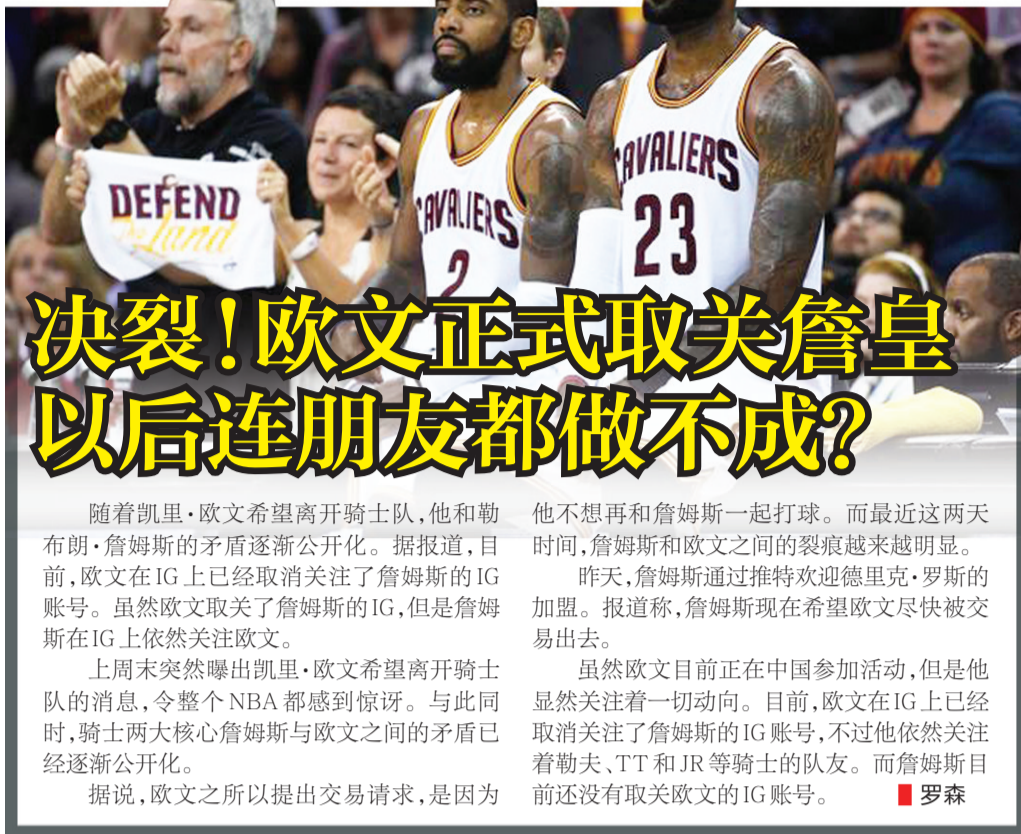 DEFEND
The Land
CAVALIERS
2
CAVALIERS
23
决裂!欧文正式取关詹皇
以后连朋友都做不成?
随着凯里·欧文希望离开骑士队,他和勒
布朗·詹姆斯的矛盾逐渐公开化。据报道,目
前,欧文在IG上已经取消关注了詹姆斯的IG
账号。虽然欧文取关了詹姆斯的IG,但是詹姆
斯在IG上依然关注欧文。
上周末突然曝出凯里·欧文希望离开骑士
队的消息,令整个NBA都感到惊讶。与此同
时,骑士两大核心詹姆斯与欧文之间的矛盾已
经逐渐公开化。
据说,欧文之所以提出交易请求,是因为
他不想再和詹姆斯一起打球。而最近这两天
时间,詹姆斯和欧文之间的裂痕越来越明显。
昨天,詹姆斯通过推特欢迎德里克·罗斯的
加盟。报道称,詹姆斯现在希望欧文尽快被交
易出去。
虽然欧文目前正在中国参加活动,但是他
显然关注着一切动向。目前,欧文在IG上已经
取消关注了詹姆斯的IG账号,不过他依然关注
着勒夫、TT和JR等骑士的队友。而詹姆斯目
前还没有取关欧文的IG账号。
罗森